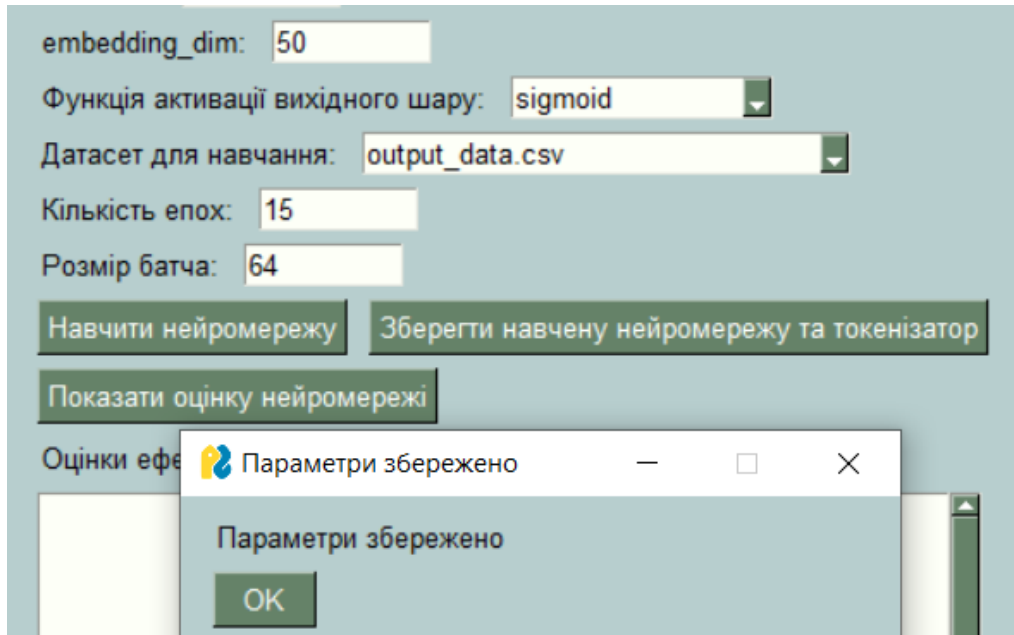 embedding_dim: 50
Функція активації вихідного шару: sigmoid
Датасет для навчання: output_data.csv
Кількість епох: 15
Розмір батча: 64
Навчити нейромережу Зберегти навчену нейромережу та токенізатор
Показати оцінку нейромережі
Оцінки ефе
Параметри збережено
Параметри збережено
OK